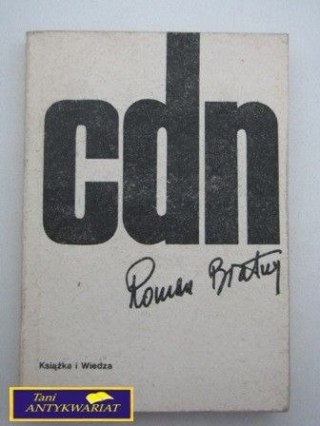 cdn
Roman Bratny
Książka i Wiedza
Tani
ANTYKWARIAT